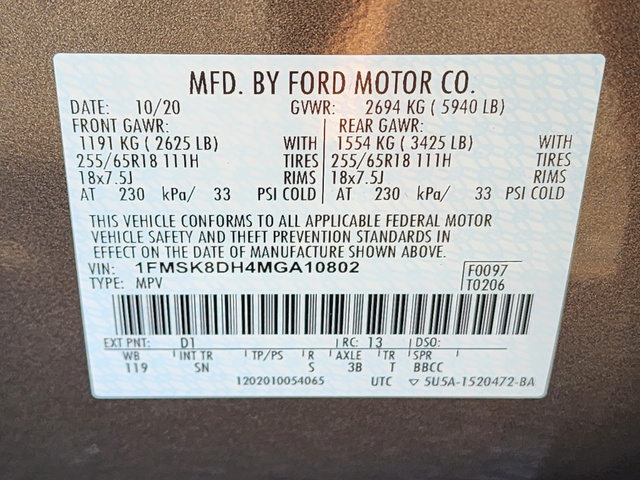 MFD. BY FORD MOTOR CO.
DATE: 10/20 GVWR: 2694 KG ( 5940 LB)
FRONT GAWR: REAR GAWR:
1191 KG ( 2625 LB) WITH 1554 KG ( 3425 LB) WITH
255/65R18 111H TIRES 255/65R18 111H TIRES
18x7.5J RIMS 18x7.5J RIMS
AT 230 kPa/ 33 PSI COLD AT 230 kPa/ 33 PSI COLD
THIS VEHICLE CONFORMS TO ALL APPLICABLE FEDERAL MOTOR
VEHICLE SAFETY AND THEFT PREVENTION STANDARDS IN
EFFECT ON THE DATE OF MANUFACTURE SHOWN ABOVE.
VIN: 1FMSK8DH4MGA10802 F0097
TYPE: MPV T0206
EXT PNT: D1 RC: 13 DSO:
WB INT TR TP/PS R AXLE TR SPR
119 SN S 3B T BBCC
1202010054065 UTC ▽ 5U5A-1520472-BA